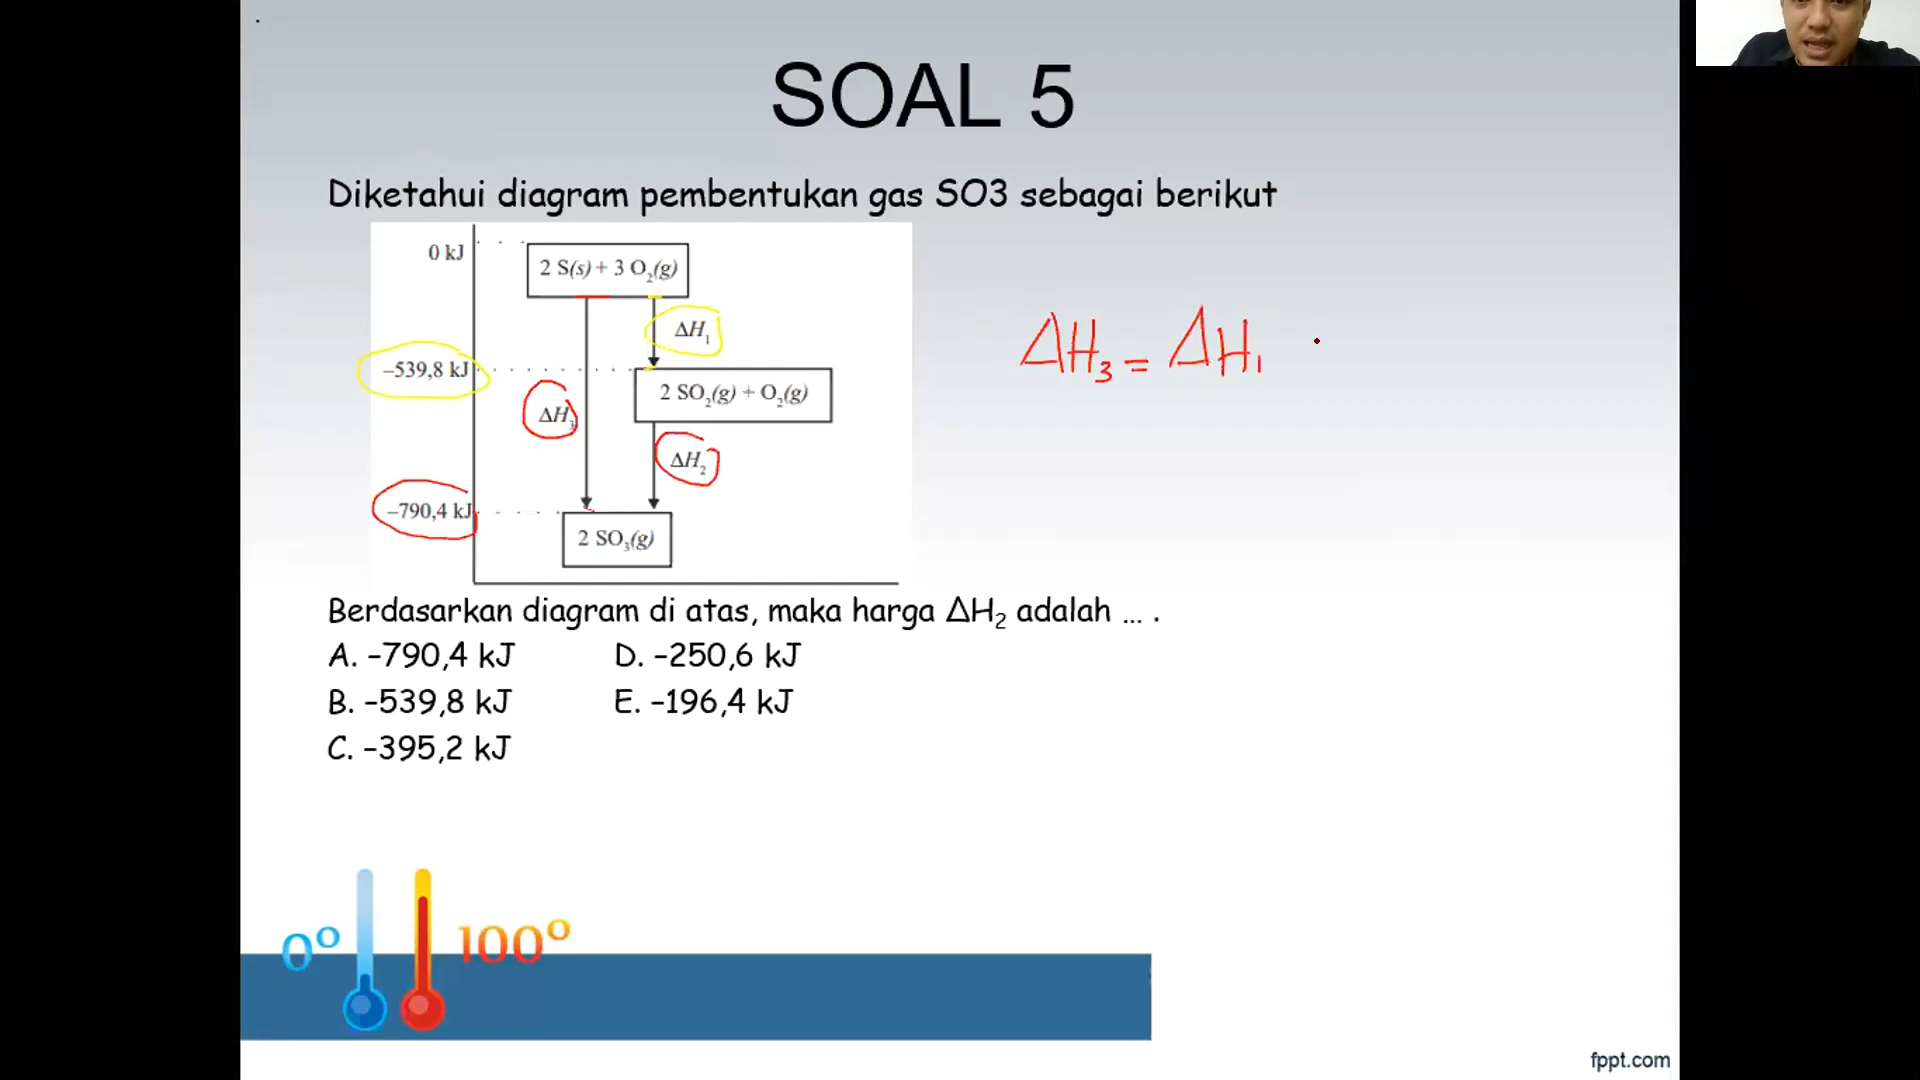 SOAL 5
Diketahui diagram pembentukan gas SO3 sebagai berikut
0 kJ
2 S(s) + 3 O₂(g)
ΔH₁
ΔH₃ = ΔH₁
–539,8 kJ
2 SO₂(g) + O₂(g)
ΔH₃
ΔH₂
–790,4 kJ
2 SO₃(g)
Berdasarkan diagram di atas, maka harga ΔH₂ adalah ... .
A. –790,4 kJ
D. –250,6 kJ
B. –539,8 kJ
E. –196,4 kJ
C. –395,2 kJ
0°
100°
fppt.com